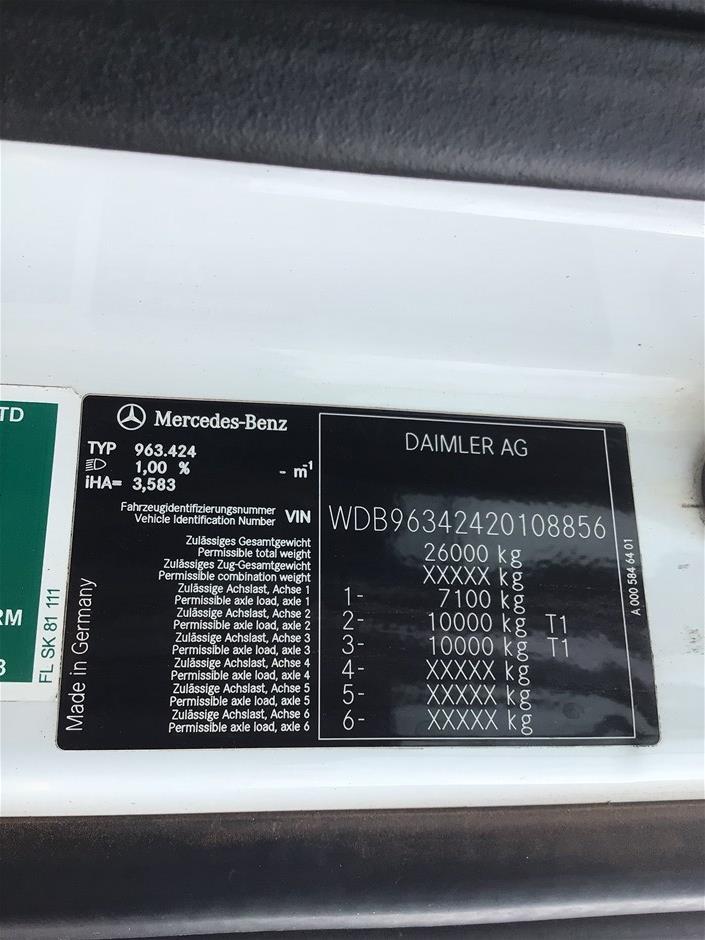 TD
RM
3
FL SK 81 111
Mercedes-Benz
TYP 963.424
1,00 % - m⁻¹
iHA= 3,583
DAIMLER AG
Fahrzeugidentifizierungsnummer
Vehicle Identification Number VIN WDB96342420108856
Zulässiges Gesamtgewicht
Permissible total weight 26000 kg
Zulässiges Zug-Gesamtgewicht
Permissible combination weight XXXXX kg
Zulässige Achslast, Achse 1
Permissible axle load, axle 1 1- 7100 kg
Zulässige Achslast, Achse 2
Permissible axle load, axle 2 2- 10000 kg T1
Zulässige Achslast, Achse 3
Permissible axle load, axle 3 3- 10000 kg T1
Zulässige Achslast, Achse 4
Permissible axle load, axle 4 4- XXXXX kg
Zulässige Achslast, Achse 5
Permissible axle load, axle 5 5- XXXXX kg
Zulässige Achslast, Achse 6
Permissible axle load, axle 6 6- XXXXX kg
Made in Germany
A 000 584 64 01